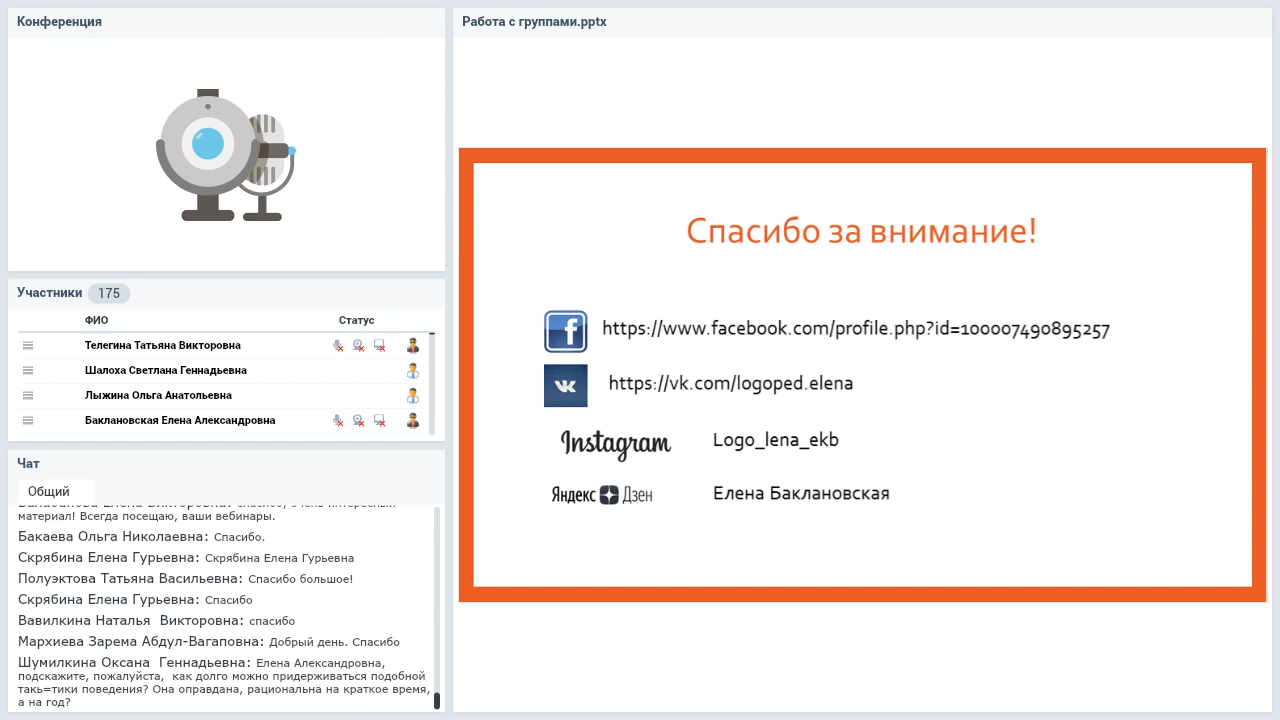 Конференция
Участники 175
ФИО Статус
Телегина Татьяна Викторовна
Шалоха Светлана Геннадьевна
Лыжина Ольга Анатольевна
Баклановская Елена Александровна
Чат
Общий
материал! Всегда посещаю, ваши вебинары.
Бакаева Ольга Николаевна: Спасибо.
Скрябина Елена Гурьевна: Скрябина Елена Гурьевна
Полуэктова Татьяна Васильевна: Спасибо большое!
Скрябина Елена Гурьевна: Спасибо
Вавилкина Наталья  Викторовна: спасибо
Мархиева Зарема Абдул-Вагаповна: Добрый день. Спасибо
Шумилкина Оксана  Геннадьевна: Елена Александровна,
подскажите, пожалуйста,  как долго можно придерживаться подобной
такь=тики поведения? Она оправдана, рациональна на краткое время,
а на год?
Работа с группами.pptx
Спасибо за внимание!
f https://www.facebook.com/profile.php?id=100007490895257
https://vk.com/logoped.elena
Instagram Logo_lena_ekb
Яндекс Дзен Елена Баклановская